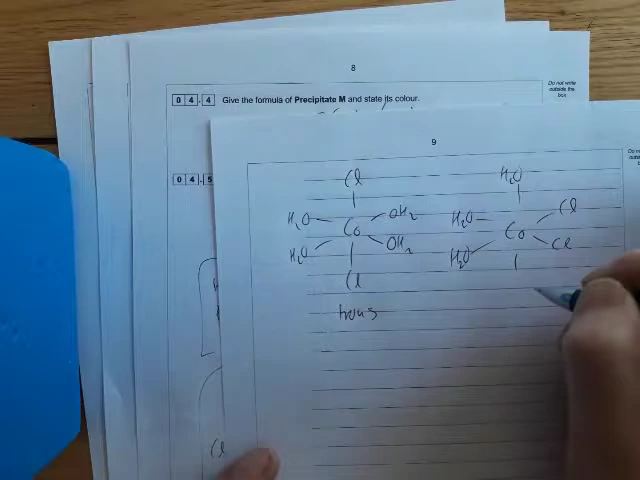 8
Do not write
outside the
box
0 4 . 4 Give the formula of Precipitate M and state its colour.
9
0 4 . 5
Cl H₂O
H₂O OH₂ H₂O Cl
Co Co
H₂O OH₂ H₂O Cl
Cl
trans
Cl